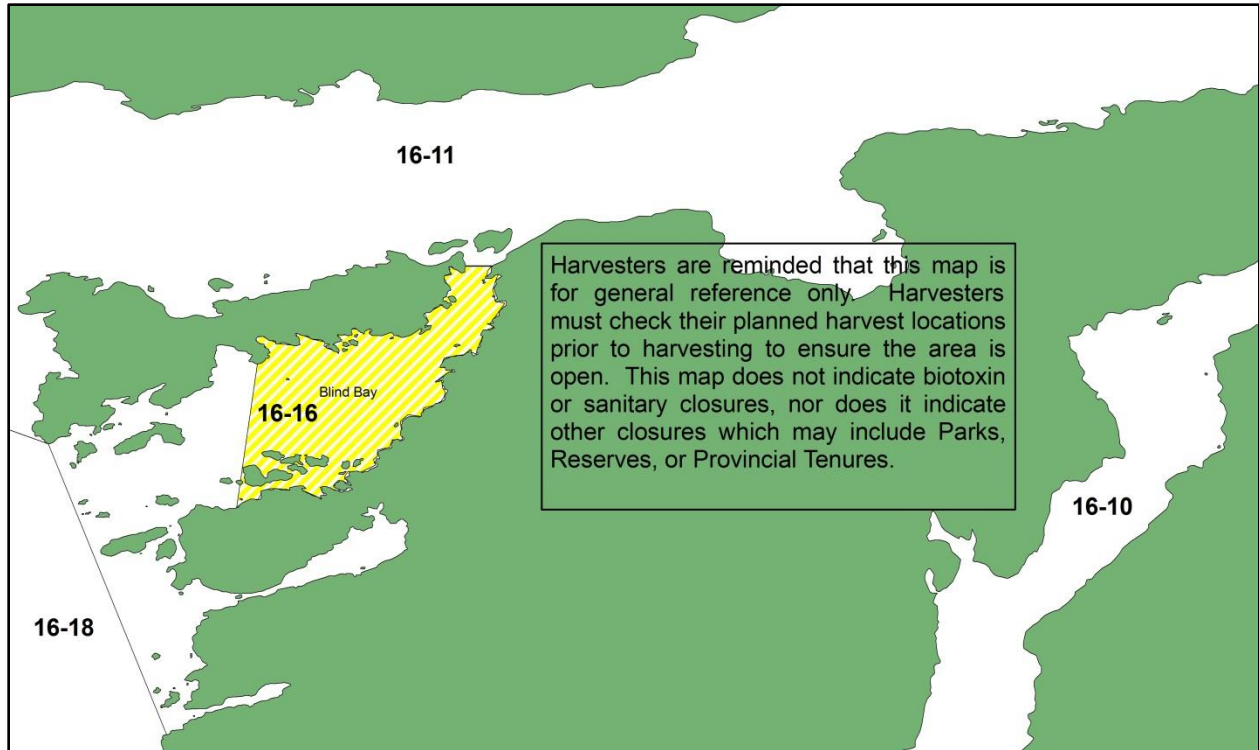 16-11
Harvesters are reminded that this map is
for general reference only. Harvesters
must check their planned harvest locations
prior to harvesting to ensure the area is
open. This map does not indicate biotoxin
or sanitary closures, nor does it indicate
other closures which may include Parks,
Reserves, or Provincial Tenures.
Blind Bay
16-16
16-10
16-18